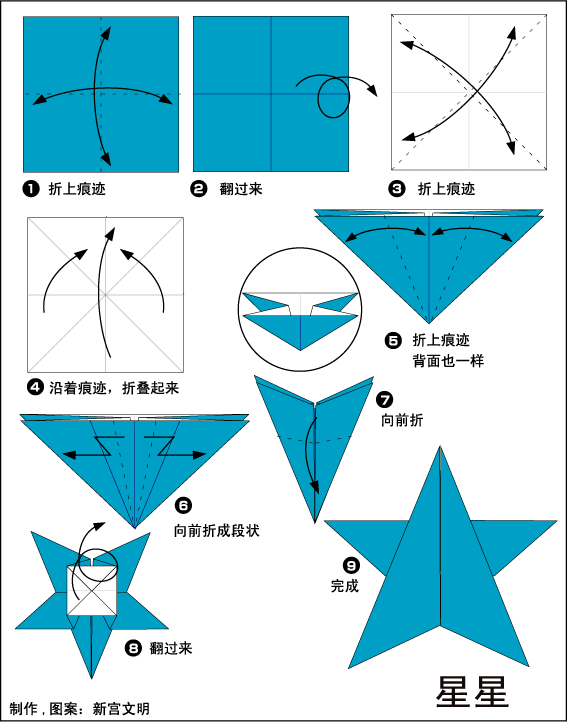 ❶ 折上痕迹
❷ 翻过来
❸ 折上痕迹
❹ 沿着痕迹，折叠起来
❺ 折上痕迹
背面也一样
❻
向前折成段状
❼
向前折
❽ 翻过来
❾
完成
星星
制作，图案：新宫文明